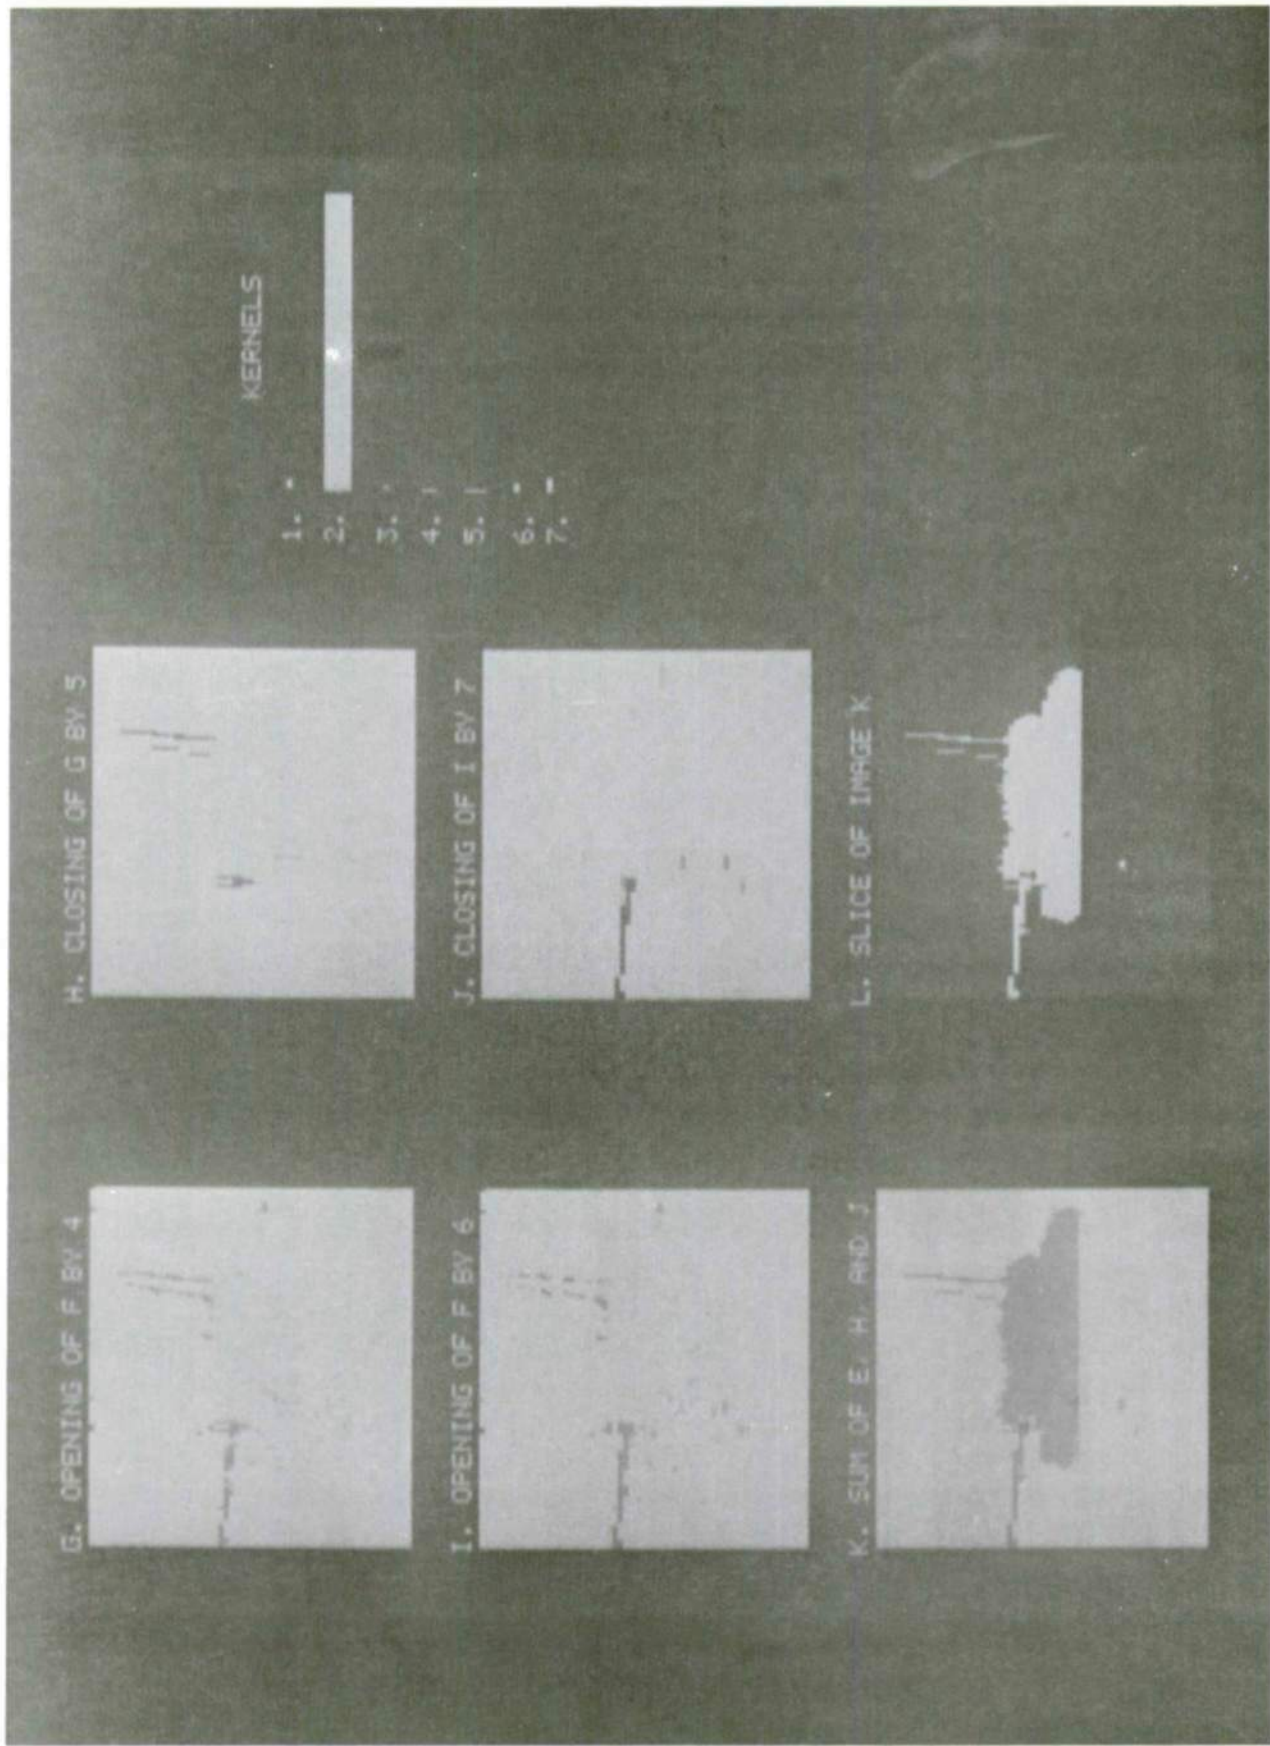 G. OPENING OF F BY 4
H. CLOSING OF G BY 5
KERNELS
1.
2.
3.
4.
5.
6.
7.
I. OPENING OF F BY 6
J. CLOSING OF I BY 7
K. SUM OF E, H, AND J
L. SLICE OF IMAGE K